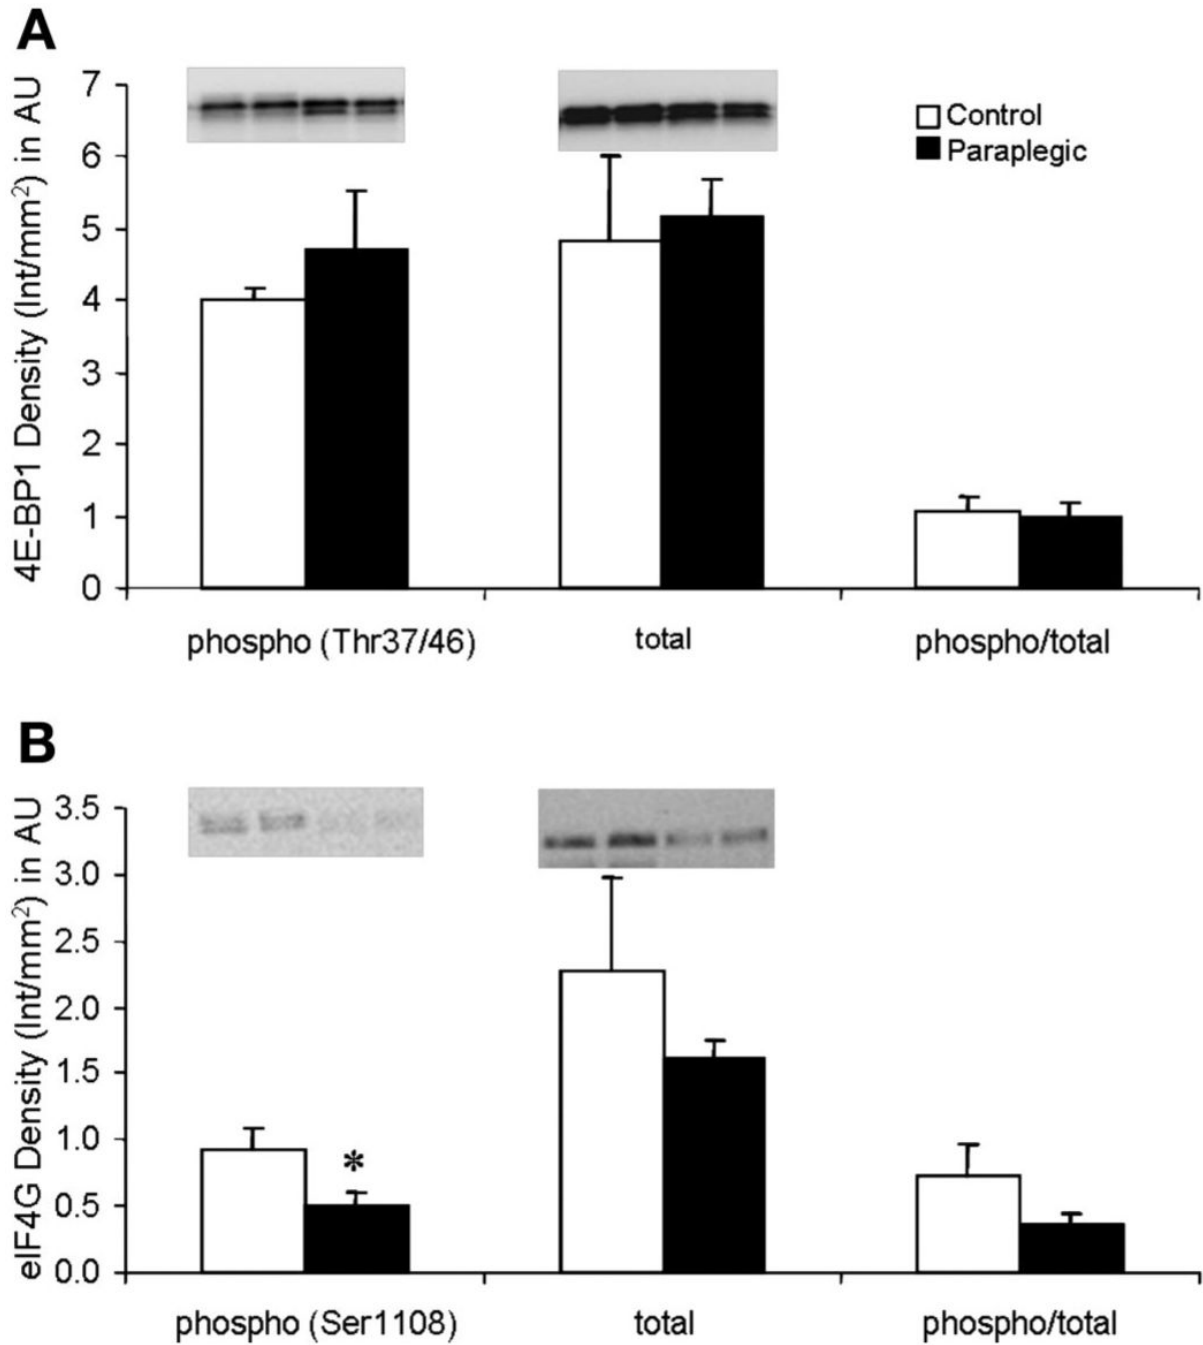 A
4E-BP1 Density (Int/mm²) in AU
7
6
5
4
3
2
1
0
Control
Paraplegic
phospho (Thr37/46)
total
phospho/total
B
eIF4G Density (Int/mm²) in AU
3.5
3.0
2.5
2.0
1.5
1.0
0.5
0.0
*
phospho (Ser1108)
total
phospho/total